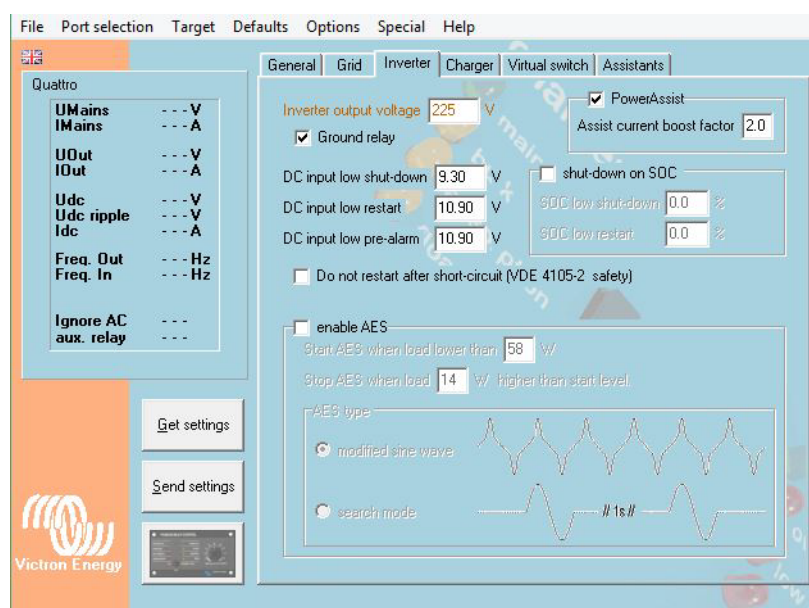 File Port selection Target Defaults Options Special Help
Quattro
UMains ---V
IMains ---A
UOut ---V
IOut ---A
Udc ---V
Udc ripple ---V
Idc ---A
Freq. Out ---Hz
Freq. In ---Hz
Ignore AC ---
aux. relay ---
Get settings
Send settings
Victron Energy
General Grid Inverter Charger Virtual switch Assistants
Inverter output voltage 225 V
Ground relay
PowerAssist
Assist current boost factor 2.0
DC input low shut-down 9.30 V
DC input low restart 10.90 V
DC input low pre-alarm 10.90 V
shut-down on SOC
SOC low shut-down 0.0 %
SOC low restart 0.0 %
Do not restart after short-circuit (VDE 4105-2 safety)
enable AES
Start AES when load lower than 58 W
Stop AES when load 14 W higher than start level.
AES type
modified sine wave
search mode
// 1s //